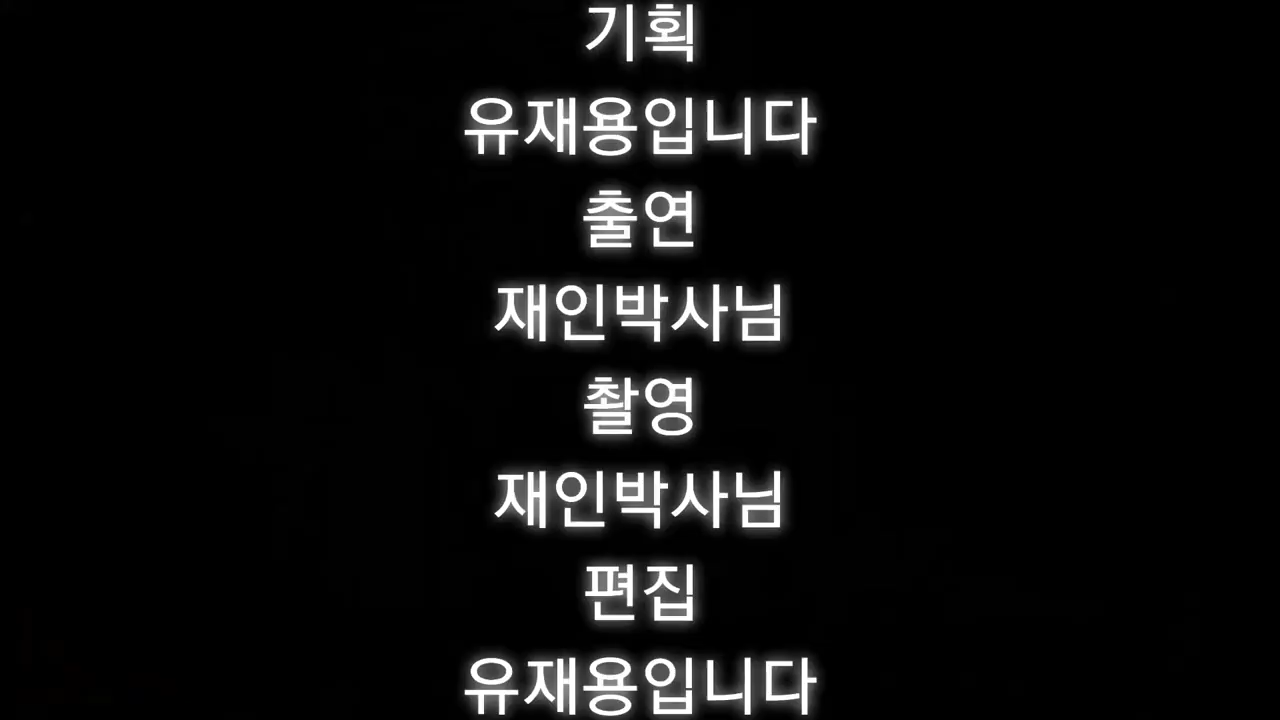 기획
유재용입니다
출연
재인박사님
촬영
재인박사님
편집
유재용입니다